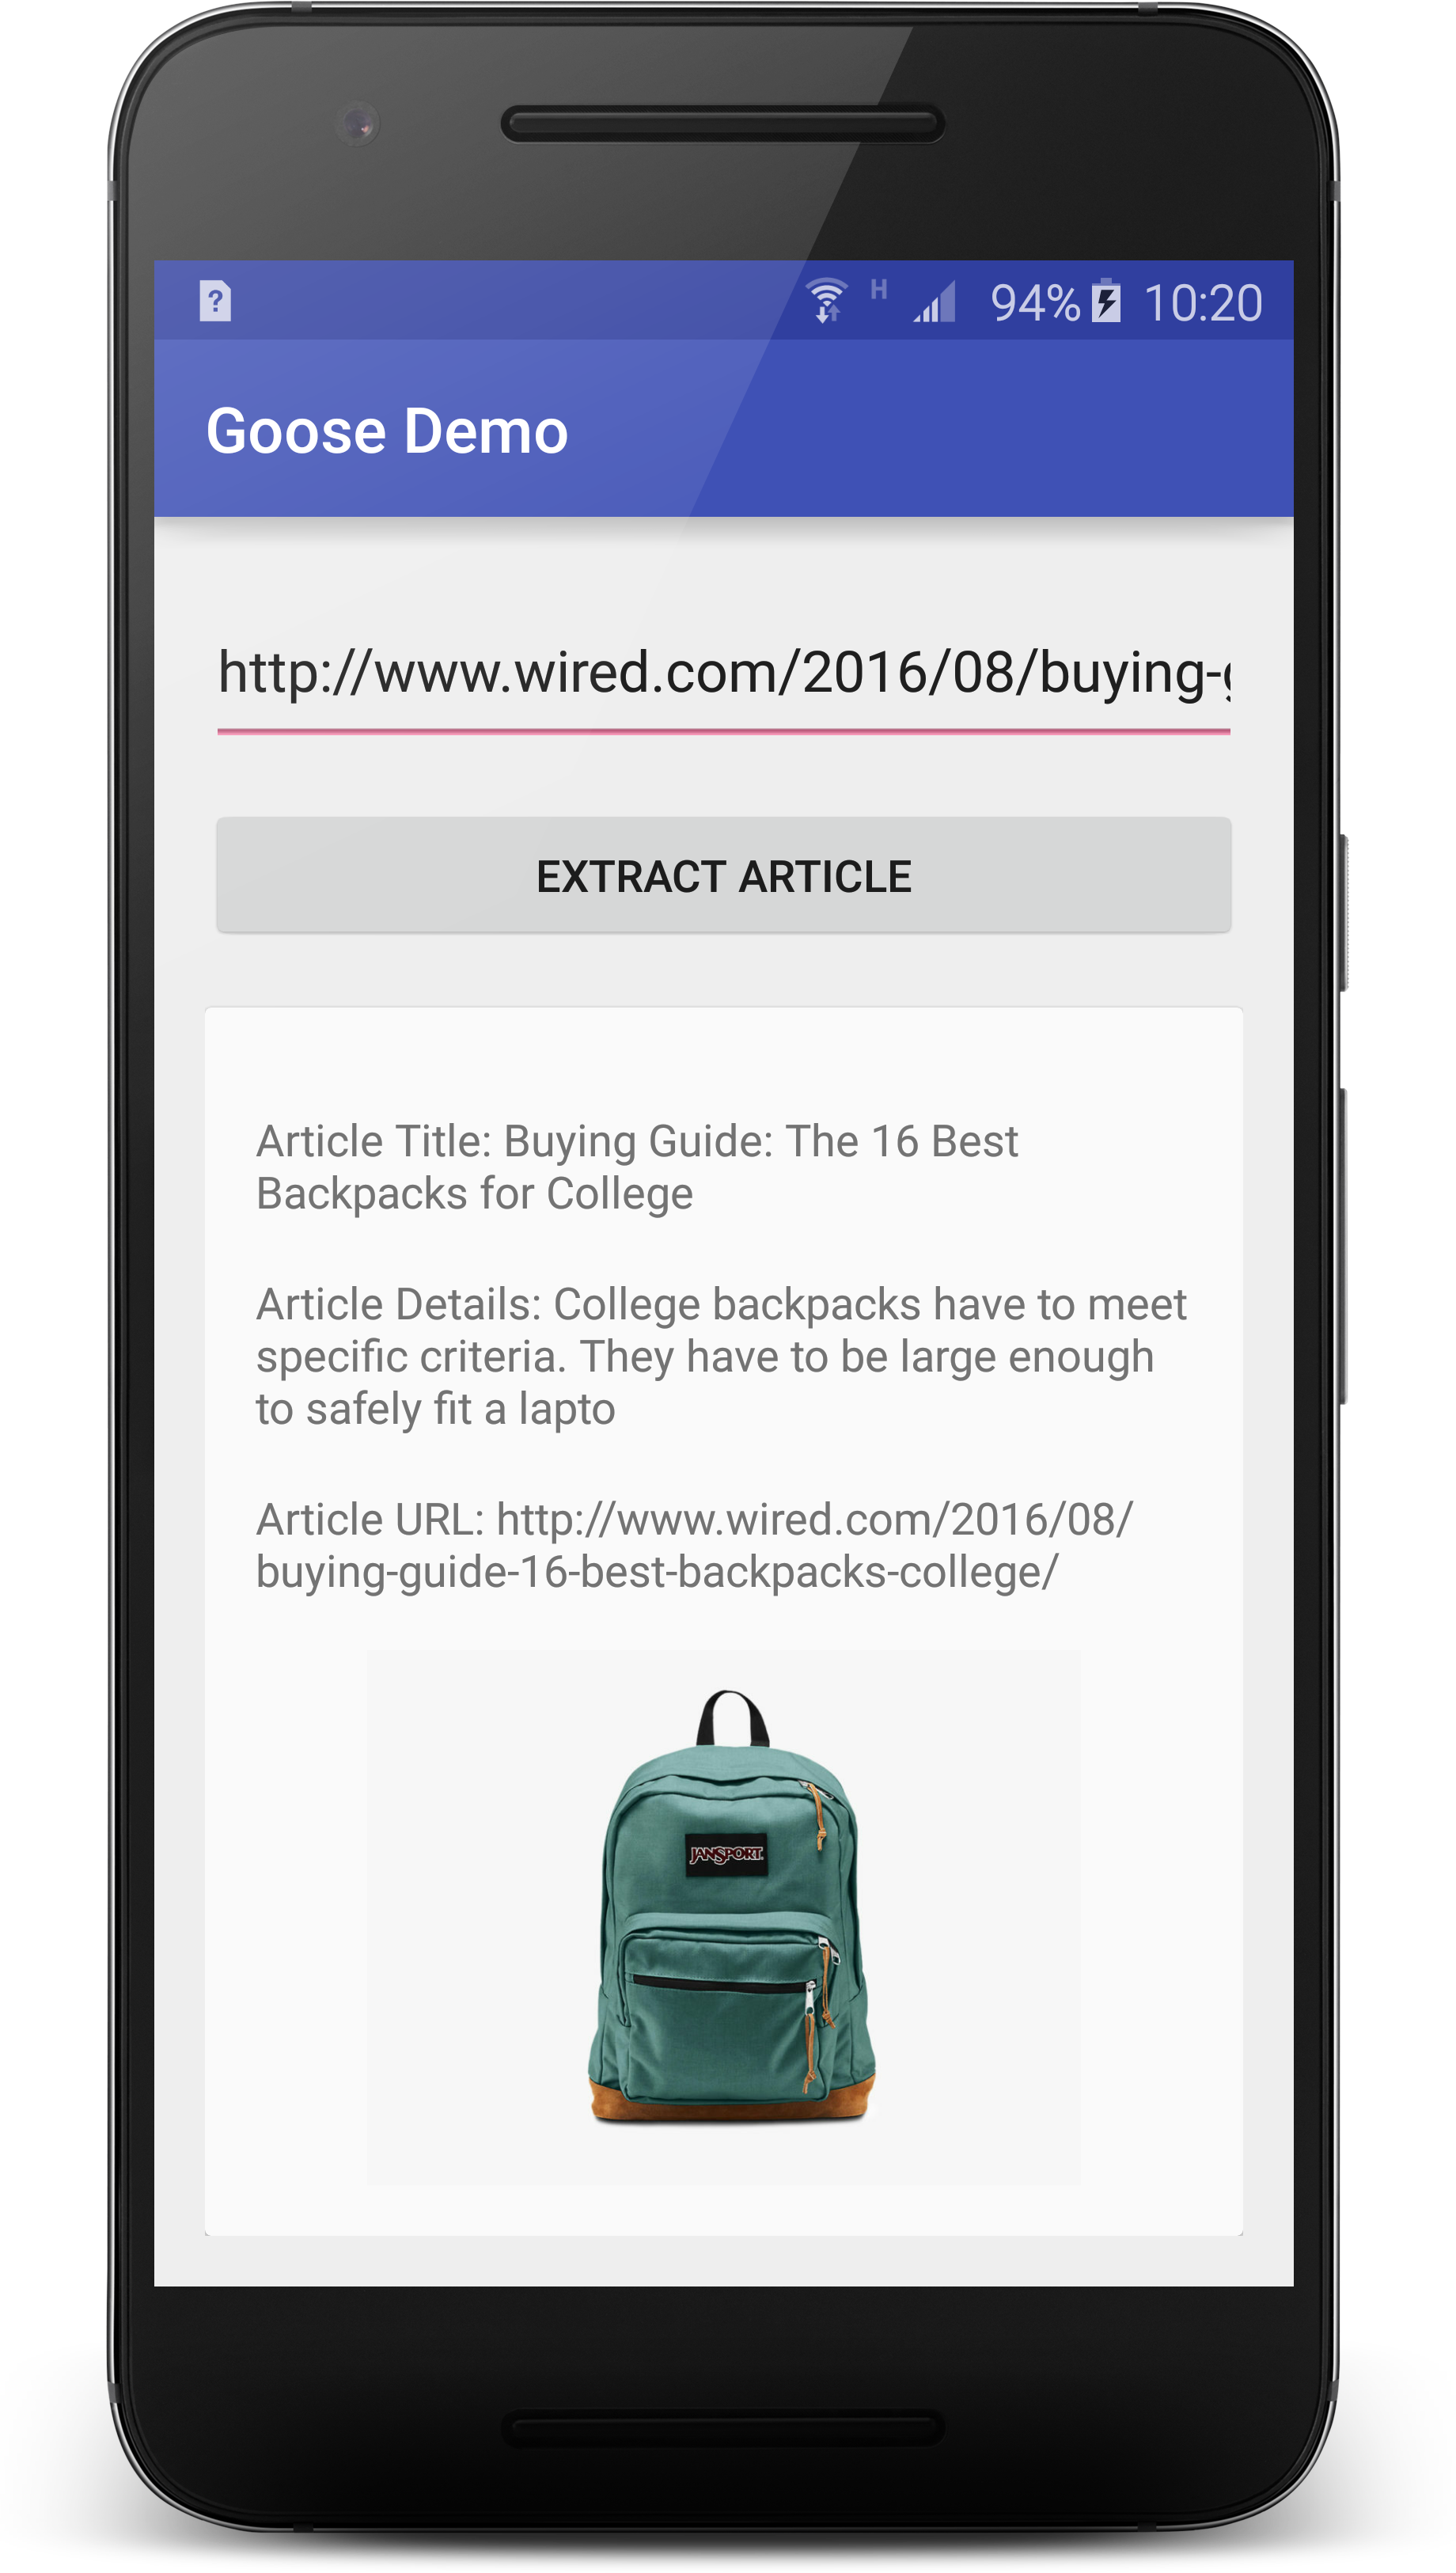 ? H 94% 10:20
Goose Demo
http://www.wired.com/2016/08/buying-
EXTRACT ARTICLE
Article Title: Buying Guide: The 16 Best
Backpacks for College
Article Details: College backpacks have to meet
specific criteria. They have to be large enough
to safely fit a lapto
Article URL: http://www.wired.com/2016/08/
buying-guide-16-best-backpacks-college/
JANSPORT